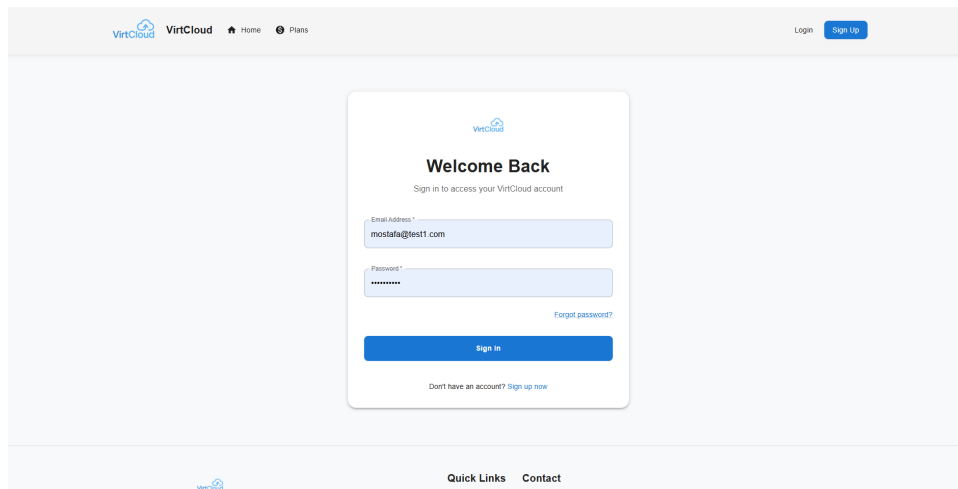 VirtCloud VirtCloud Home Plans Login Sign Up
VirtCloud
Welcome Back
Sign in to access your VirtCloud account
Email Address *
mostafa@test1.com
Password *
••••••••••
Forgot password?
Sign In
Don't have an account? Sign up now
Quick Links Contact